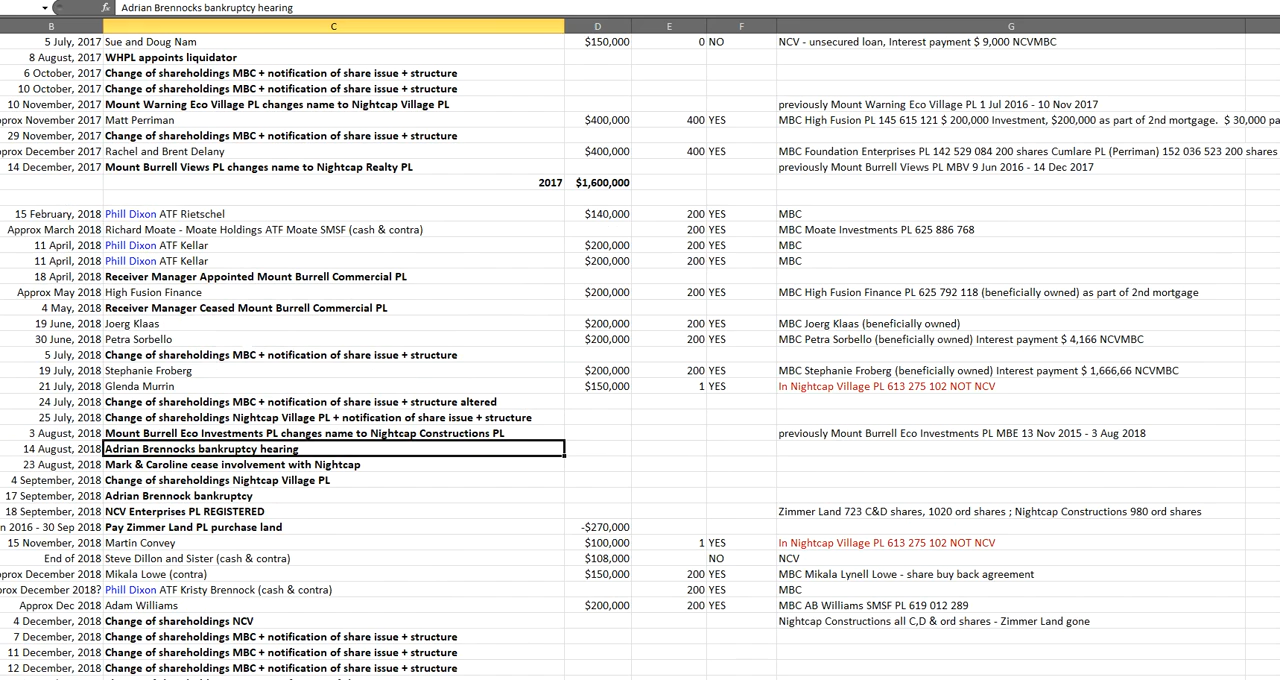 fx Adrian Brennocks bankruptcy hearing
B C D E F G
5 July, 2017 Sue and Doug Nam $150,000 0 NO NCV - unsecured loan, Interest payment $ 9,000 NCVMBC
8 August, 2017 WHPL appoints liquidator
6 October, 2017 Change of shareholdings MBC + notification of share issue + structure
10 October, 2017 Change of shareholdings MBC + notification of share issue + structure
10 November, 2017 Mount Warning Eco Village PL changes name to Nightcap Village PL previously Mount Warning Eco Village PL 1 Jul 2016 - 10 Nov 2017
prox November 2017 Matt Perriman $400,000 400 YES MBC High Fusion PL 145 615 121 $ 200,000 Investment, $200,000 as part of 2nd mortgage. $ 30,000 pa
29 November, 2017 Change of shareholdings MBC + notification of share issue + structure
prox December 2017 Rachel and Brent Delany $400,000 400 YES MBC Foundation Enterprises PL 142 529 084 200 shares Cumlare PL (Perriman) 152 036 523 200 shares
14 December, 2017 Mount Burrell Views PL changes name to Nightcap Realty PL previously Mount Burrell Views PL MBV 9 Jun 2016 - 14 Dec 2017
2017 $1,600,000
15 February, 2018 Phill Dixon ATF Rietschel $140,000 200 YES MBC
Approx March 2018 Richard Moate - Moate Holdings ATF Moate SMSF (cash & contra) 200 YES MBC Moate Investments PL 625 886 768
11 April, 2018 Phill Dixon ATF Kellar $200,000 200 YES MBC
11 April, 2018 Phill Dixon ATF Kellar $200,000 200 YES MBC
18 April, 2018 Receiver Manager Appointed Mount Burrell Commercial PL
Approx May 2018 High Fusion Finance $200,000 200 YES MBC High Fusion Finance PL 625 792 118 (beneficially owned) as part of 2nd mortgage
4 May, 2018 Receiver Manager Ceased Mount Burrell Commercial PL
19 June, 2018 Joerg Klaas $200,000 200 YES MBC Joerg Klaas (beneficially owned)
30 June, 2018 Petra Sorbello $200,000 200 YES MBC Petra Sorbello (beneficially owned) Interest payment $ 4,166 NCVMBC
5 July, 2018 Change of shareholdings MBC + notification of share issue + structure
19 July, 2018 Stephanie Froberg $200,000 200 YES MBC Stephanie Froberg (beneficially owned) Interest payment $ 1,666,66 NCVMBC
21 July, 2018 Glenda Murrin $150,000 1 YES In Nightcap Village PL 613 275 102 NOT NCV
24 July, 2018 Change of shareholdings MBC + notification of share issue + structure altered
25 July, 2018 Change of shareholdings Nightcap Village PL + notification of share issue + structure
3 August, 2018 Mount Burrell Eco Investments PL changes name to Nightcap Constructions PL previously Mount Burrell Eco Investments PL MBE 13 Nov 2015 - 3 Aug 2018
14 August, 2018 Adrian Brennocks bankruptcy hearing
23 August, 2018 Mark & Caroline cease involvement with Nightcap
4 September, 2018 Change of shareholdings Nightcap Village PL
17 September, 2018 Adrian Brennock bankruptcy
18 September, 2018 NCV Enterprises PL REGISTERED Zimmer Land 723 C&D shares, 1020 ord shares ; Nightcap Constructions 980 ord shares
n 2016 - 30 Sep 2018 Pay Zimmer Land PL purchase land -$270,000
15 November, 2018 Martin Convey $100,000 1 YES In Nightcap Village PL 613 275 102 NOT NCV
End of 2018 Steve Dillon and Sister (cash & contra) $108,000 NO NCV
prox December 2018 Mikala Lowe (contra) $150,000 200 YES MBC Mikala Lynell Lowe - share buy back agreement
rox December 2018? Phill Dixon ATF Kristy Brennock (cash & contra) 200 YES MBC
Approx Dec 2018 Adam Williams $200,000 200 YES MBC AB Williams SMSF PL 619 012 289
4 December, 2018 Change of shareholdings NCV Nightcap Constructions all C,D & ord shares - Zimmer Land gone
7 December, 2018 Change of shareholdings MBC + notification of share issue + structure
11 December, 2018 Change of shareholdings MBC + notification of share issue + structure
12 December, 2018 Change of shareholdings MBC + notification of share issue + structure